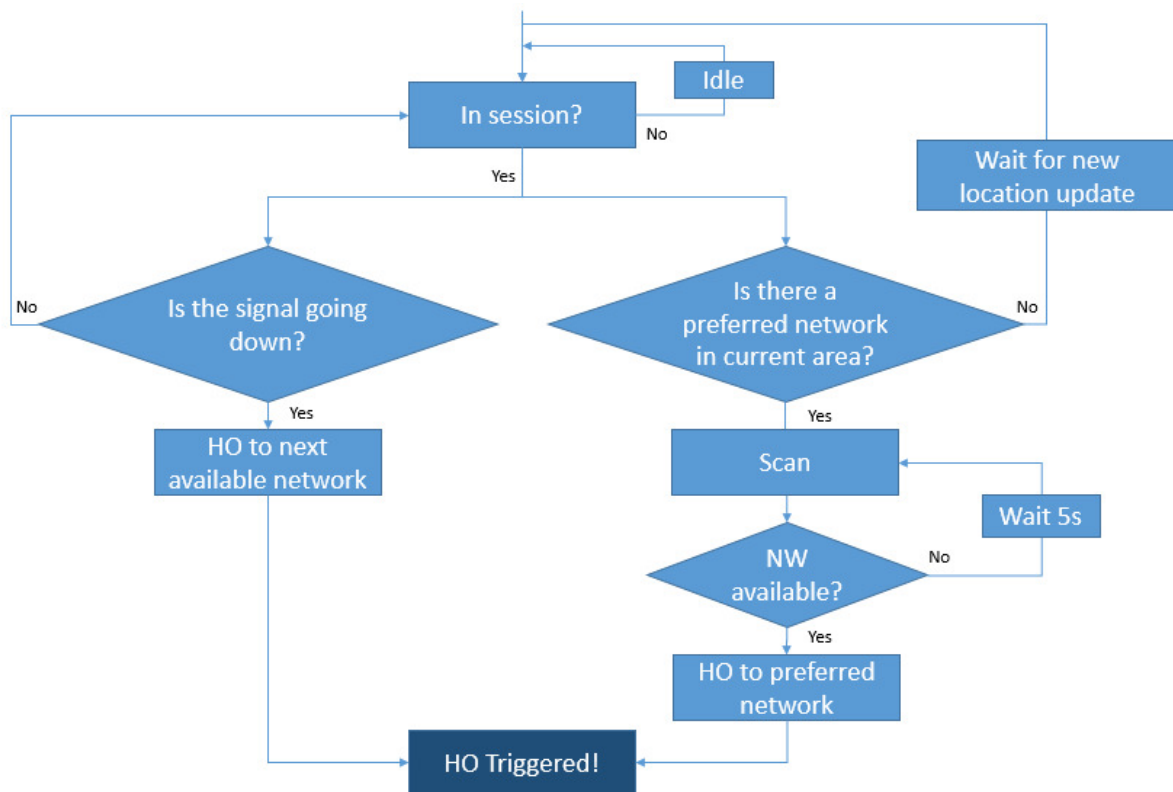 Idle
In session?
No
Yes
Wait for new
location update
No
Is the signal going
down?
Is there a
preferred network
in current area?
No
Yes
Yes
HO to next
available network
Scan
Wait 5s
NW
available?
No
Yes
HO to preferred
network
HO Triggered!